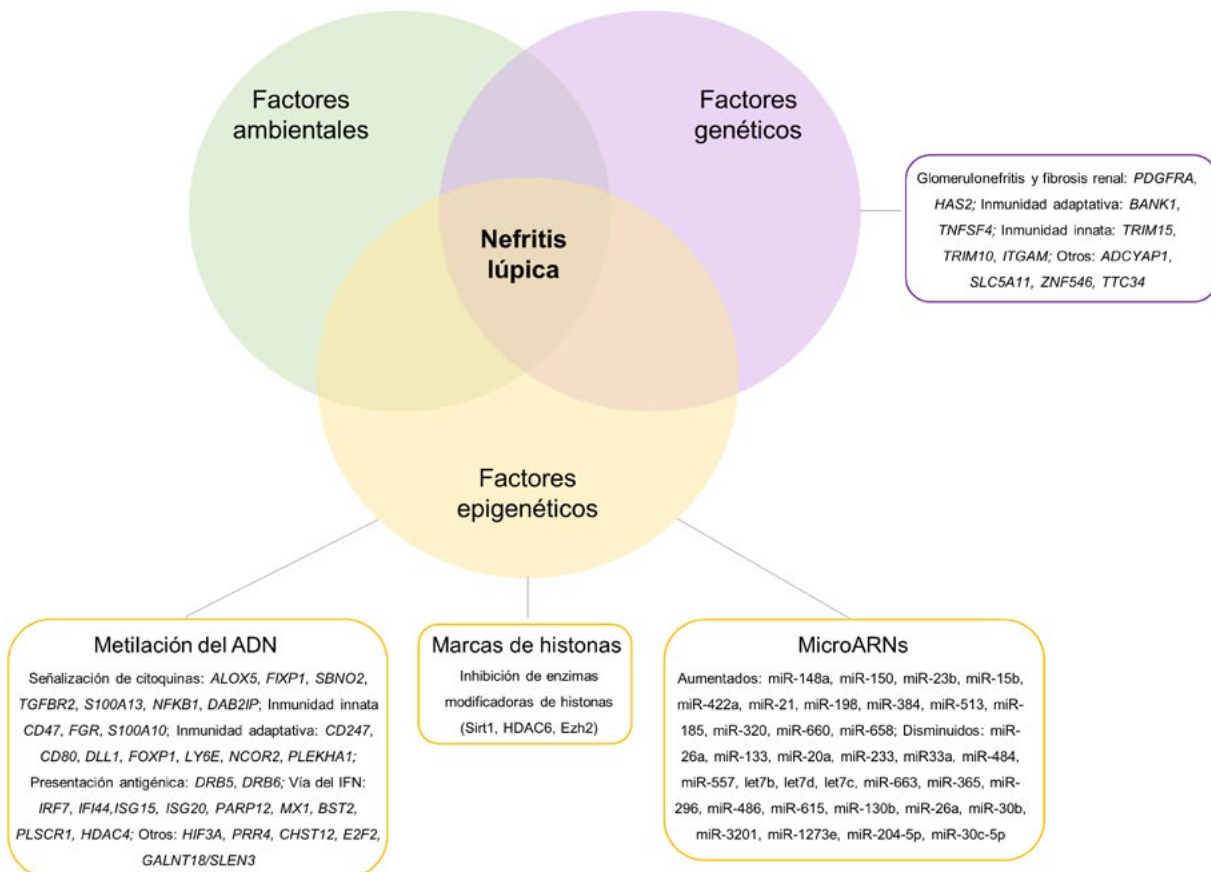 Factores
ambientales
Factores
genéticos
Glomerulonefritis y fibrosis renal: PDGFRA,
HAS2; Inmunidad adaptativa: BANK1,
TNFSF4; Inmunidad innata: TRIM15,
TRIM10, ITGAM; Otros: ADCYAP1,
SLC5A11, ZNF546, TTC34
Nefritis
lúpica
Factores
epigenéticos
Metilación del ADN
Señalización de citoquinas: ALOX5, FIXP1, SBNO2,
TGFBR2, S100A13, NFKB1, DAB2IP; Inmunidad innata
CD47, FGR, S100A10; Inmunidad adaptativa: CD247,
CD80, DLL1, FOXP1, LY6E, NCOR2, PLEKHA1;
Presentación antigénica: DRB5, DRB6; Vía del IFN:
IRF7, IFI44,ISG15, ISG20, PARP12, MX1, BST2,
PLSCR1, HDAC4; Otros: HIF3A, PRR4, CHST12, E2F2,
GALNT18/SLEN3
Marcas de histonas
Inhibición de enzimas
modificadoras de histonas
(Sirt1, HDAC6, Ezh2)
MicroARNs
Aumentados: miR-148a, miR-150, miR-23b, miR-15b,
miR-422a, miR-21, miR-198, miR-384, miR-513, miR-
185, miR-320, miR-660, miR-658; Disminuidos: miR-
26a, miR-133, miR-20a, miR-233, miR33a, miR-484,
miR-557, let7b, let7d, let7c, miR-663, miR-365, miR-
296, miR-486, miR-615, miR-130b, miR-26a, miR-30b,
miR-3201, miR-1273e, miR-204-5p, miR-30c-5p